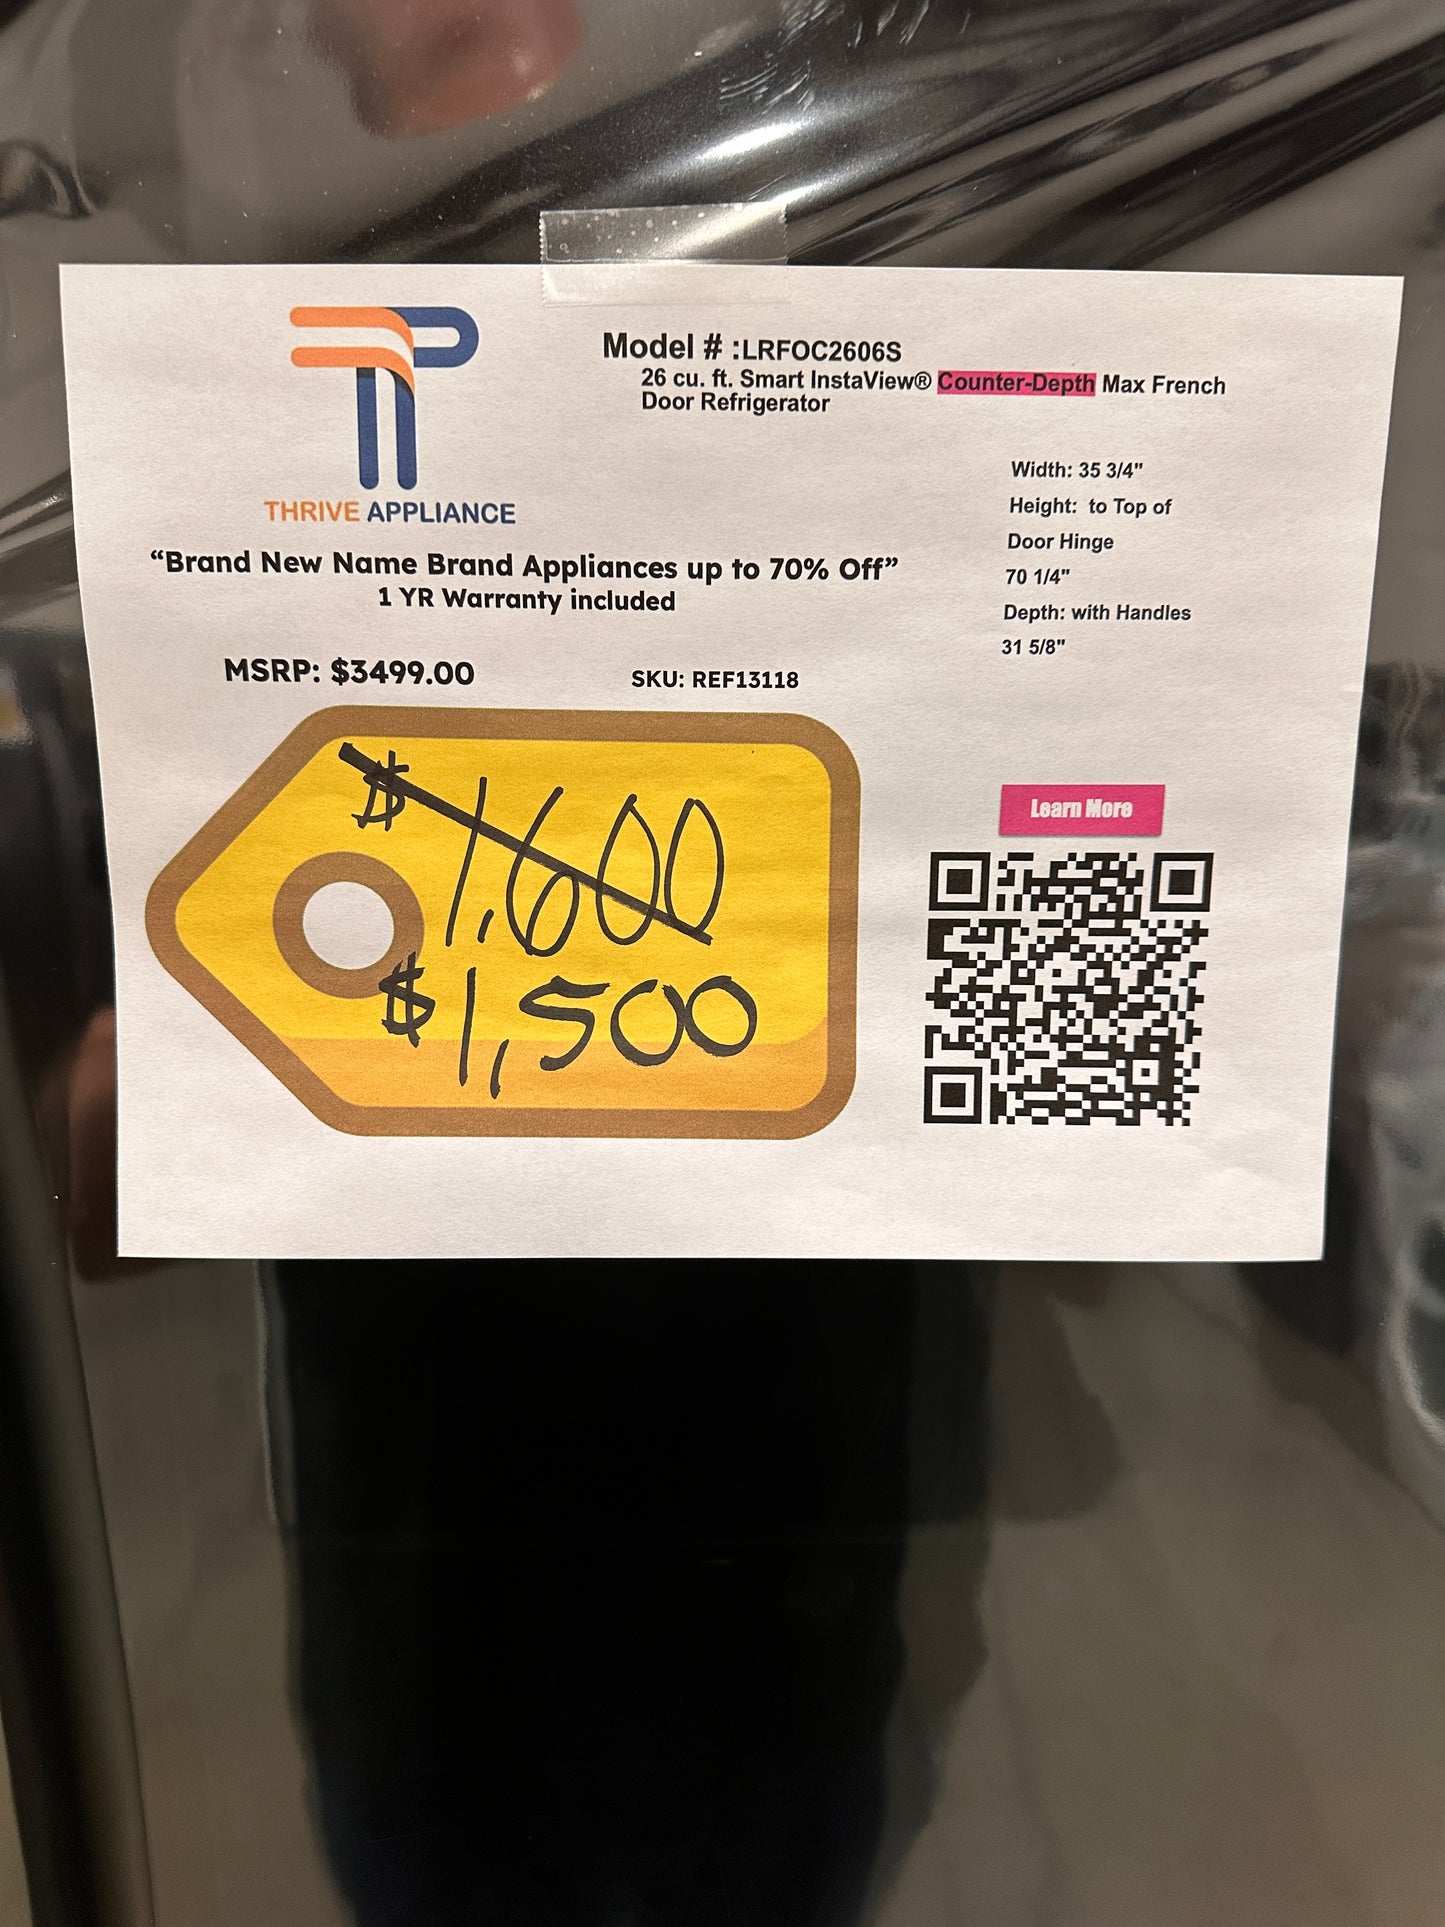 Model # :LRFOC2606S
26 cu. ft. Smart InstaView® Counter-Depth Max French
Door Refrigerator
THRIVE APPLIANCE
“Brand New Name Brand Appliances up to 70% Off”
1 YR Warranty included
Width: 35 3/4"
Height: to Top of
Door Hinge
70 1/4"
Depth: with Handles
31 5/8"
MSRP: $3499.00
SKU: REF13118
$1,600
$1,500
Learn More